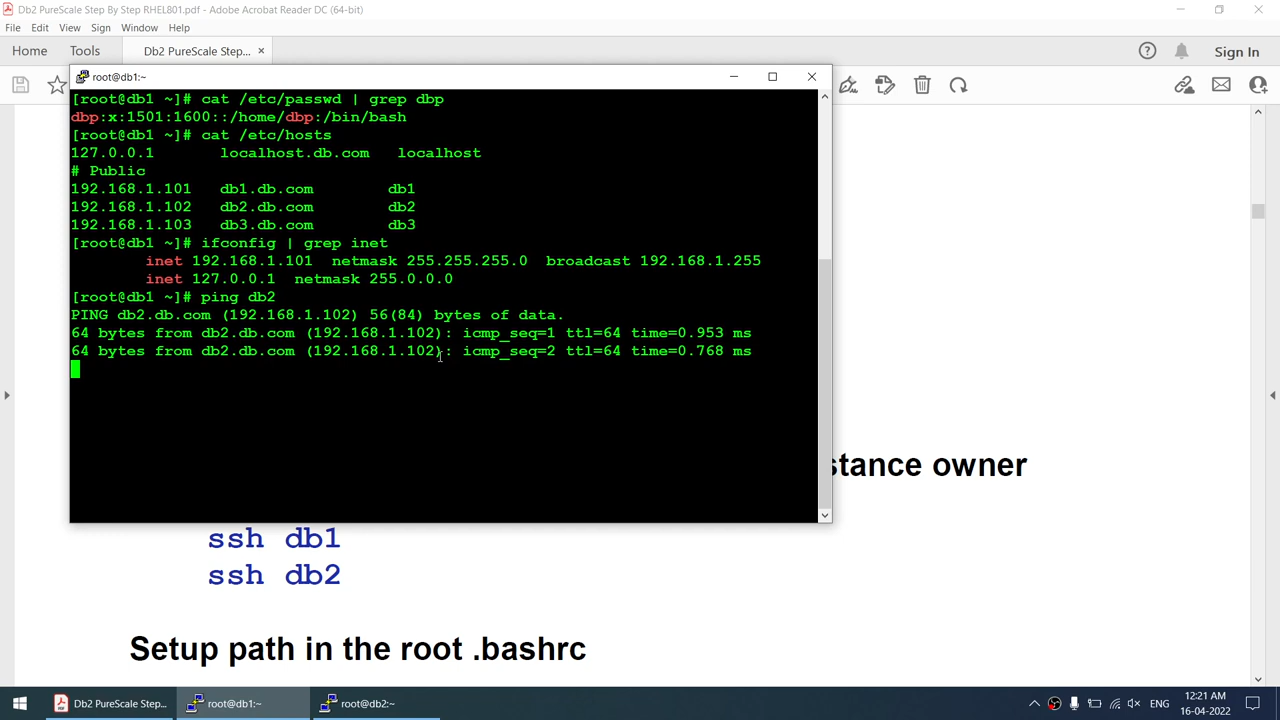 Db2 PureScale Step By Step RHEL801.pdf - Adobe Acrobat Reader DC (64-bit)
File Edit View Sign Window Help
Home Tools Db2 PureScale Step... × Sign In
root@db1:~
[root@db1 ~]# cat /etc/passwd | grep dbp
dbp:x:1501:1600::/home/dbp:/bin/bash
[root@db1 ~]# cat /etc/hosts
127.0.0.1 localhost.db.com localhost
# Public
192.168.1.101 db1.db.com db1
192.168.1.102 db2.db.com db2
192.168.1.103 db3.db.com db3
[root@db1 ~]# ifconfig | grep inet
inet 192.168.1.101 netmask 255.255.255.0 broadcast 192.168.1.255
inet 127.0.0.1 netmask 255.0.0.0
[root@db1 ~]# ping db2
PING db2.db.com (192.168.1.102) 56(84) bytes of data.
64 bytes from db2.db.com (192.168.1.102): icmp_seq=1 ttl=64 time=0.953 ms
64 bytes from db2.db.com (192.168.1.102): icmp_seq=2 ttl=64 time=0.768 ms
stance owner
ssh db1
ssh db2
Setup path in the root .bashrc
Db2 PureScale Step... root@db1:~ root@db2:~ ENG 12:21 AM
16-04-2022